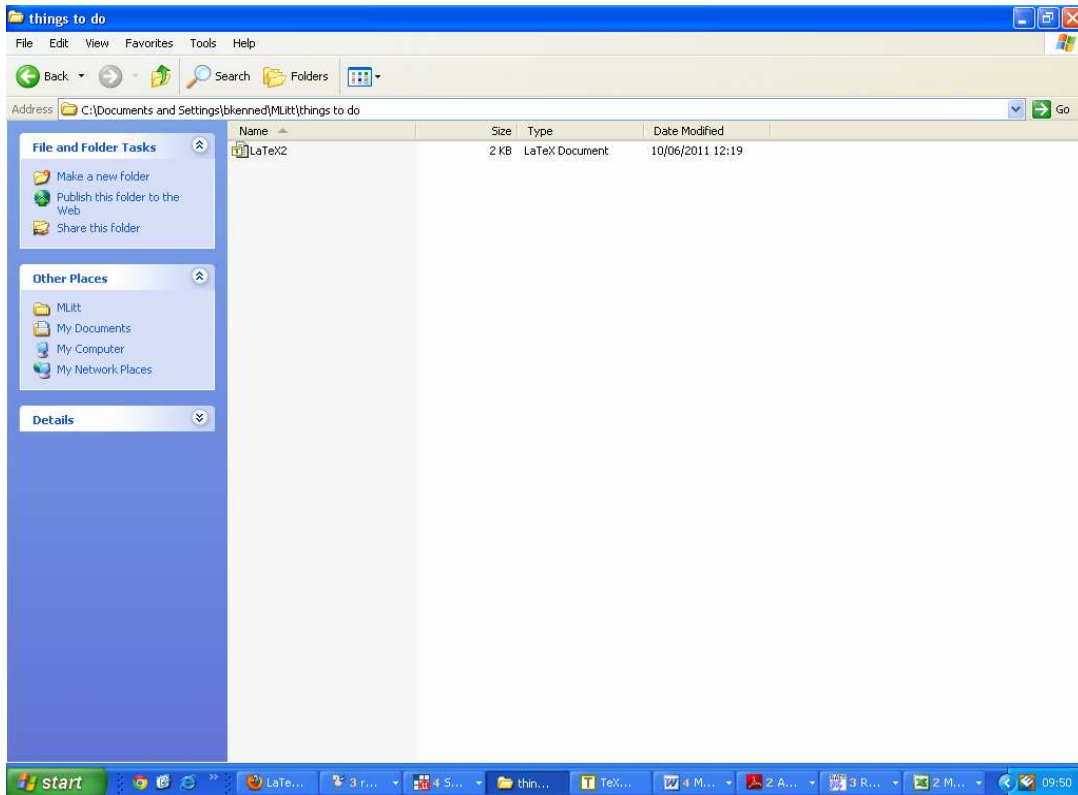 things to do
File Edit View Favorites Tools Help
Back Search Folders
Address C:\Documents and Settings\bkenned\MLitt\things to do Go
Name Size Type Date Modified
File and Folder Tasks
LaTeX2 2 KB LaTeX Document 10/06/2011 12:19
Make a new folder
Publish this folder to the
Web
Share this folder
Other Places
MLitt
My Documents
My Computer
My Network Places
Details
start LaTe... 3 r... 4 S... thin... TeX... 4 M... 2 A... 3 R... 2 M... 09:50